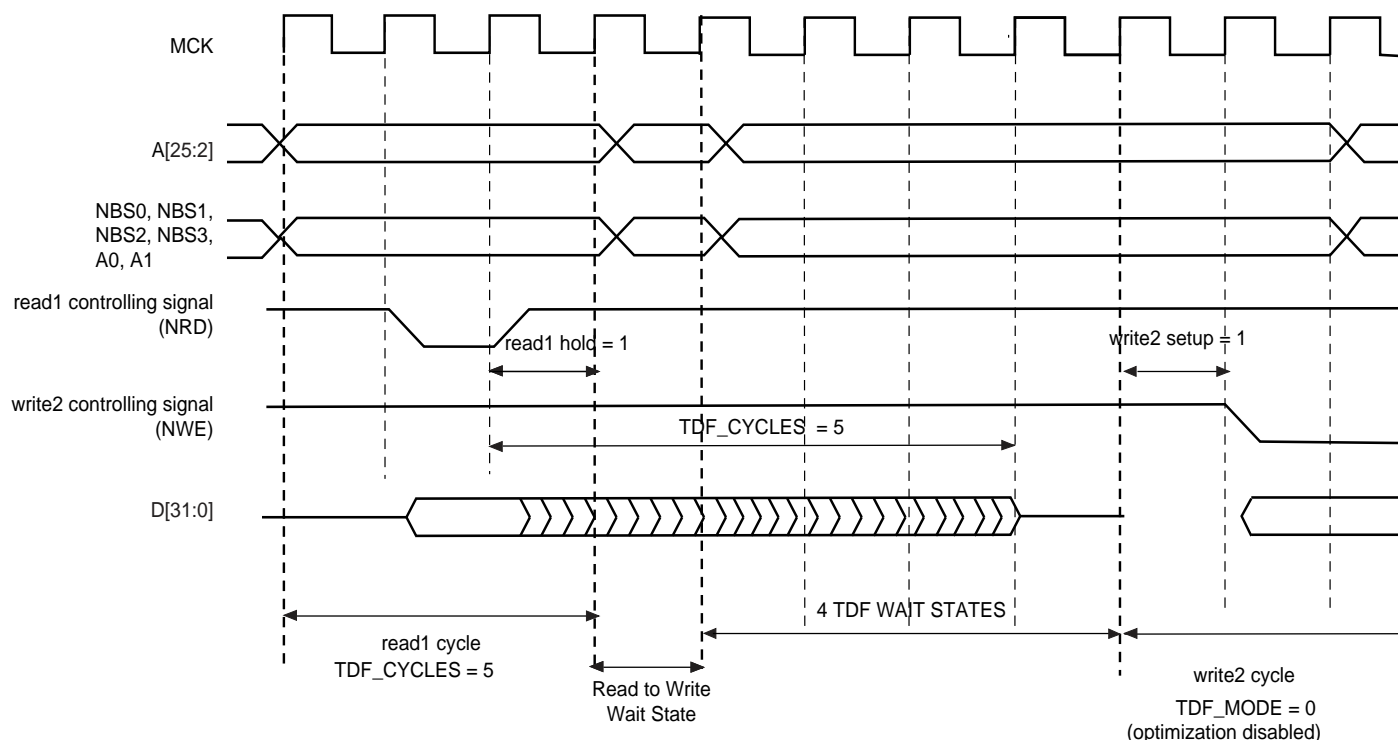 MCK
A[25:2]
NBS0, NBS1,
NBS2, NBS3,
A0, A1
read1 controlling signal
(NRD)
read1 hold = 1
write2 setup = 1
write2 controlling signal
(NWE)
TDF_CYCLES = 5
D[31:0]
4 TDF WAIT STATES
read1 cycle
TDF_CYCLES = 5
Read to Write
Wait State
write2 cycle
TDF_MODE = 0
(optimization disabled)